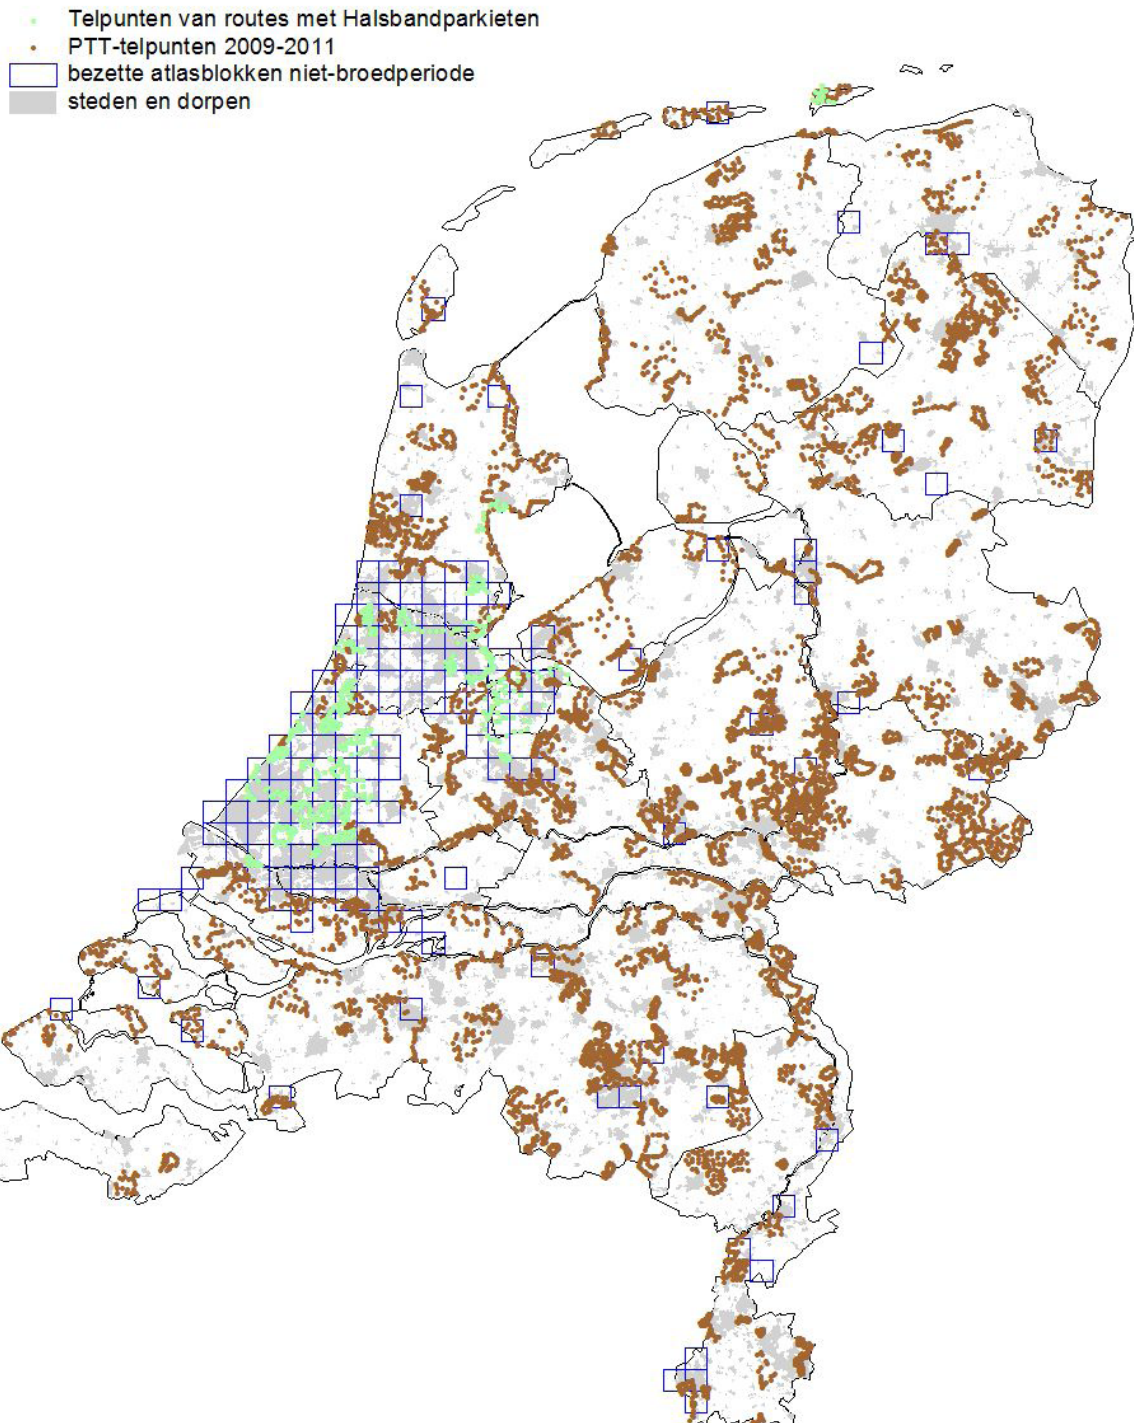 Telpunten van routes met Halsbandparkieten
PTT-telpunten 2009-2011
bezette atlasblokken niet-broedperiode
steden en dorpen